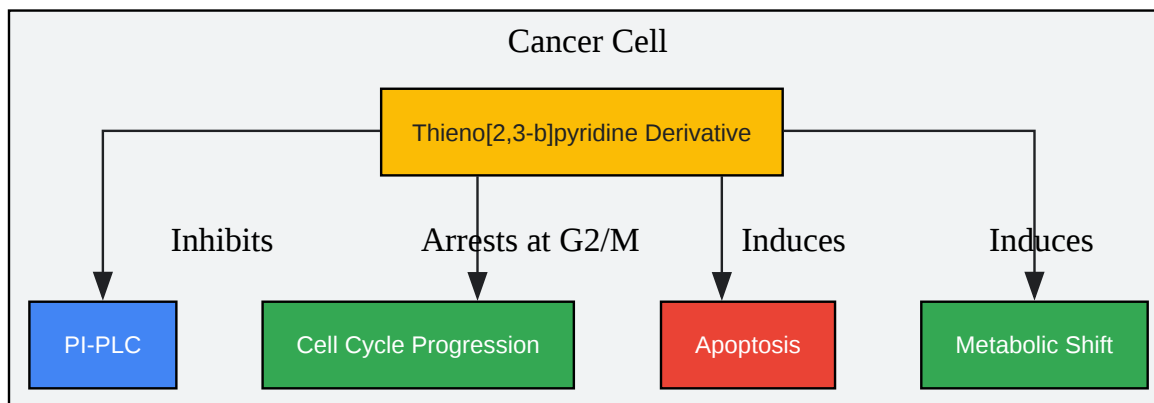 Cancer Cell
Thieno[2,3-b]pyridine Derivative
Inhibits
Arrests at G2/M
Induces
Induces
PI-PLC
Cell Cycle Progression
Apoptosis
Metabolic Shift